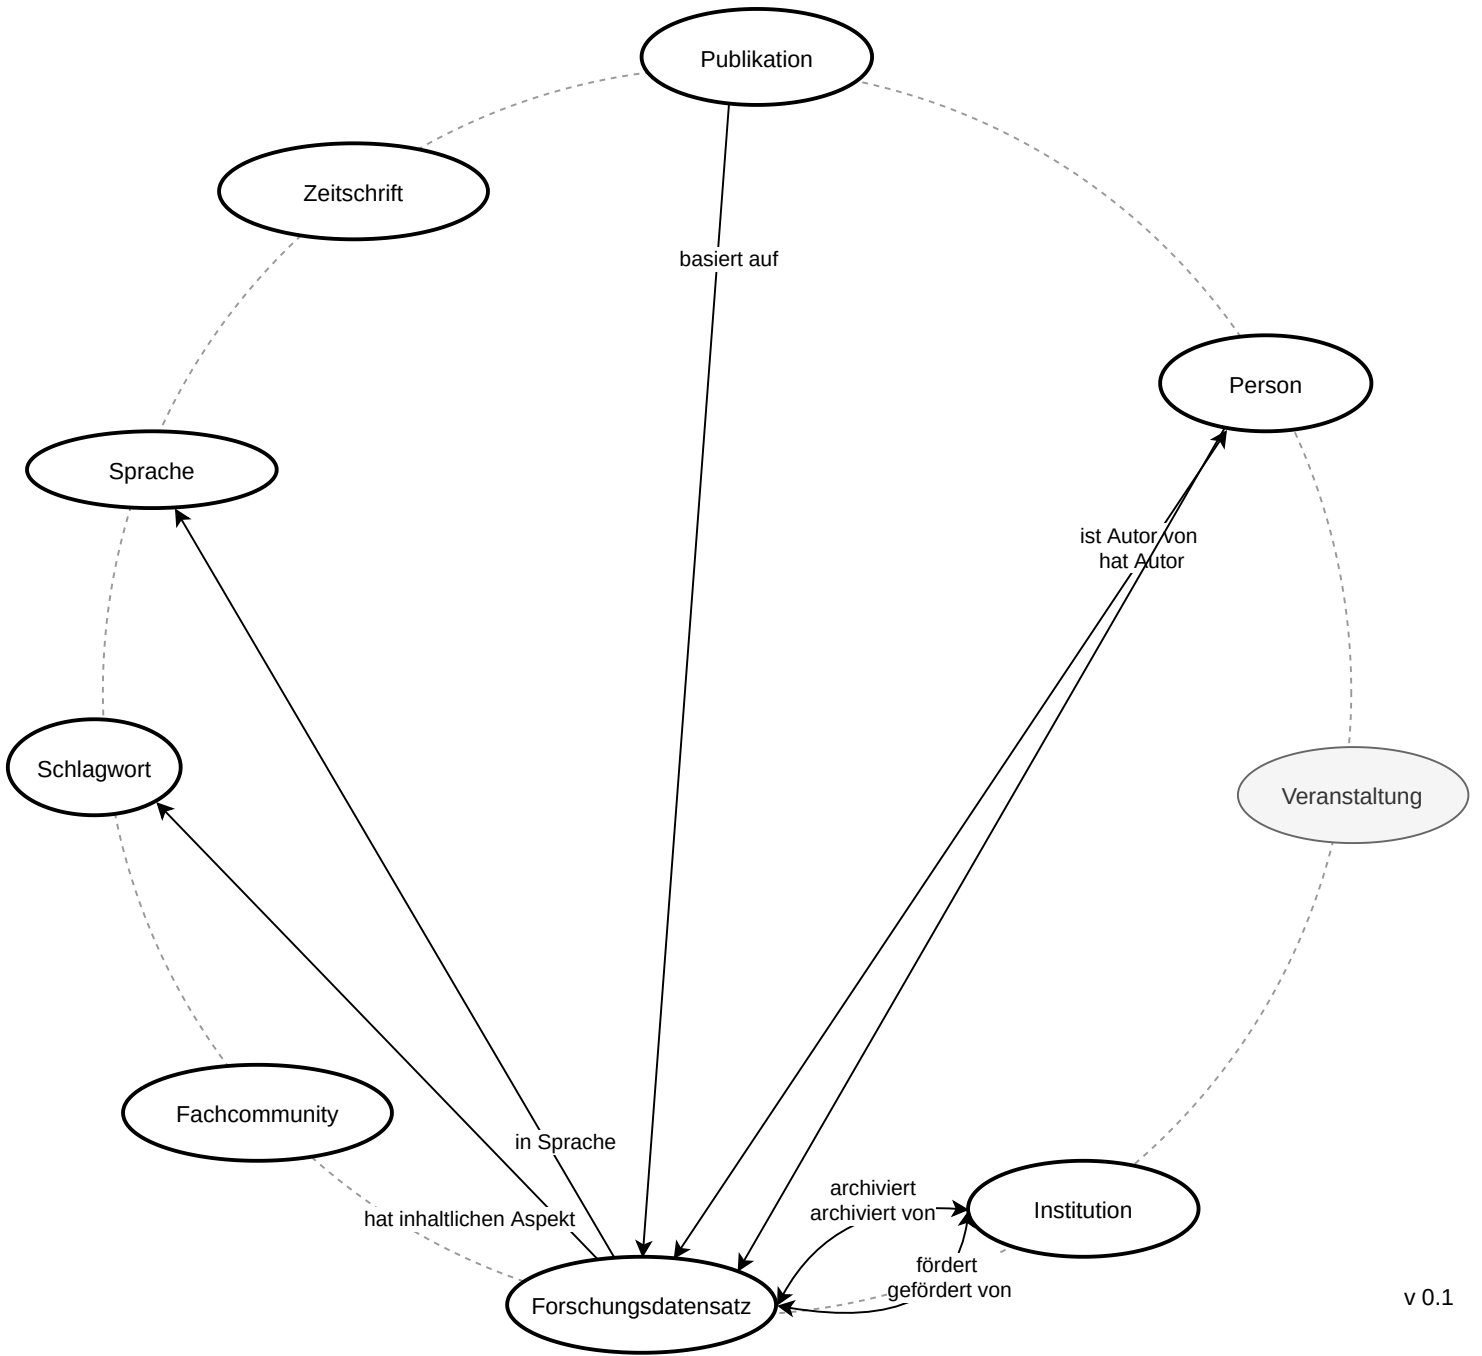 Publikation
Zeitschrift
basiert auf
Person
Sprache
ist Autor von
hat Autor
Schlagwort
Veranstaltung
Fachcommunity
in Sprache
hat inhaltlichen Aspekt
archiviert
archiviert von
Institution
fördert
gefördert von
Forschungsdatensatz
v 0.1